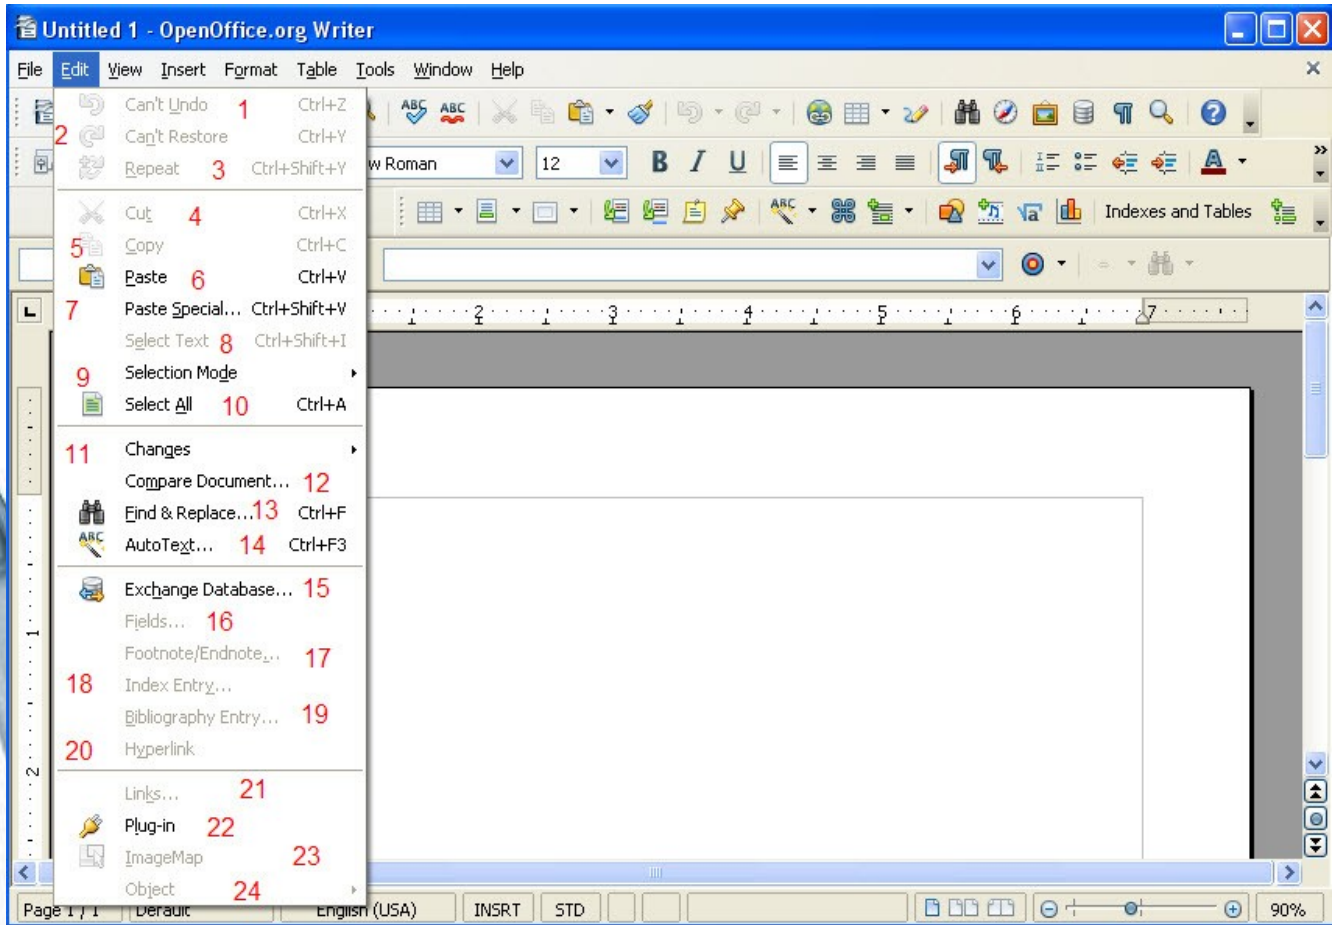 Untitled 1 - OpenOffice.org Writer
File Edit View Insert Format Table Tools Window Help
Can't Undo 1 Ctrl+Z
2 Can't Restore Ctrl+Y
Repeat 3 Ctrl+Shift+Y
w Roman 12 B I U
Cut 4 Ctrl+X
Indexes and Tables
5 Copy Ctrl+C
Paste 6 Ctrl+V
7 Paste Special... Ctrl+Shift+V
2 3 4 5 6 7
Select Text 8 Ctrl+Shift+I
9 Selection Mode
Select All 10 Ctrl+A
11 Changes
Compare Document... 12
Find & Replace... 13 Ctrl+F
ABC AutoText... 14 Ctrl+F3
Exchange Database... 15
Fields... 16
1
Footnote/Endnote... 17
18 Index Entry...
Bibliography Entry... 19
20 Hyperlink
2
Links... 21
Plug-in 22
ImageMap 23
Object 24
Page 1 / 1 Default English (USA) INSRT STD 90%